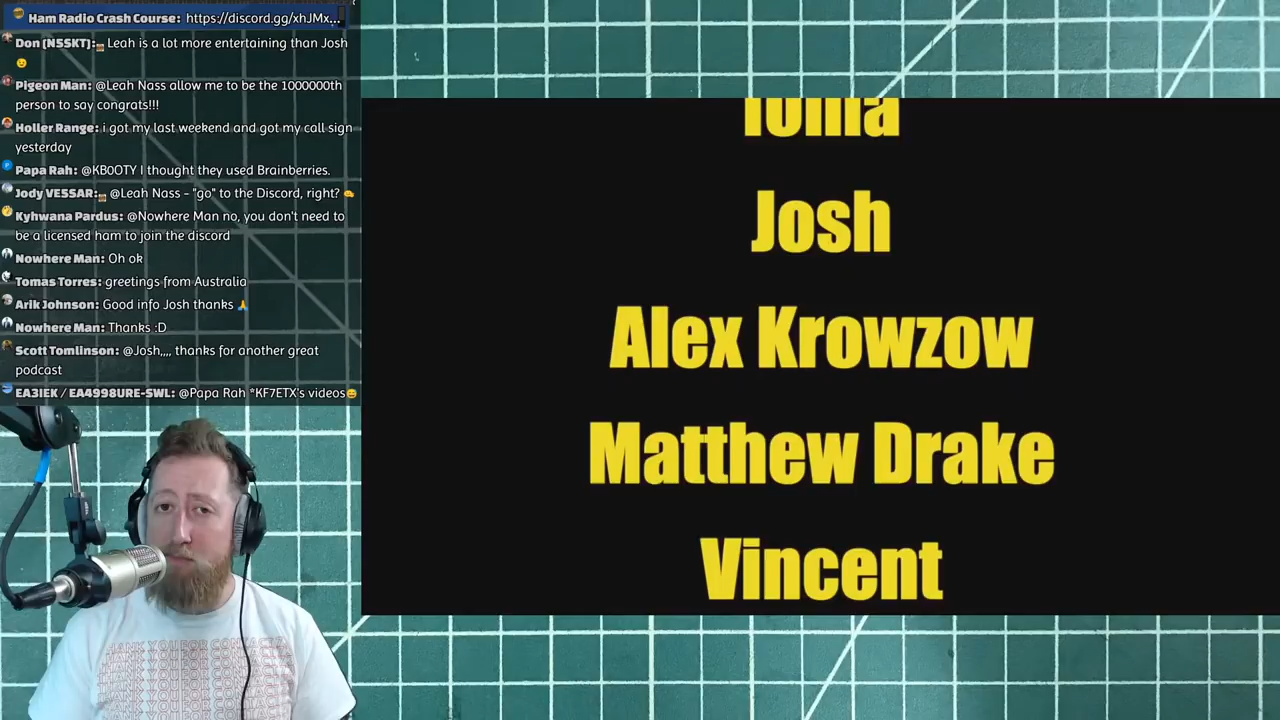 Ham Radio Crash Course: https://discord.gg/xhJMx...
Don (N5SKT): Leah is a lot more entertaining than Josh
Pigeon Man: @Leah Nass allow me to be the 1000000th
person to say congrats!!!
Holler Range: i got my last weekend and got my call sign
yesterday
Papa Rah: @KB0OTY I thought they used Brainberries.
Jody VE5SAR: @Leah Nass - "go" to the Discord, right?
Kyhwana Pardus: @Nowhere Man no, you don't need to
be a licensed ham to join the discord
Nowhere Man: Oh ok
Tomas Torres: greetings from Australia
Arik Johnson: Good info Josh thanks 🙏
Nowhere Man: Thanks :D
Scott Tomlinson: @Josh,,,, thanks for another great
podcast
EA3IEK / EA4998URE-SWL: @Papa Rah *KF7ETX's videos😄
Josh
Alex Krowzow
Matthew Drake
Vincent
THANK YOU FOR CONTACT